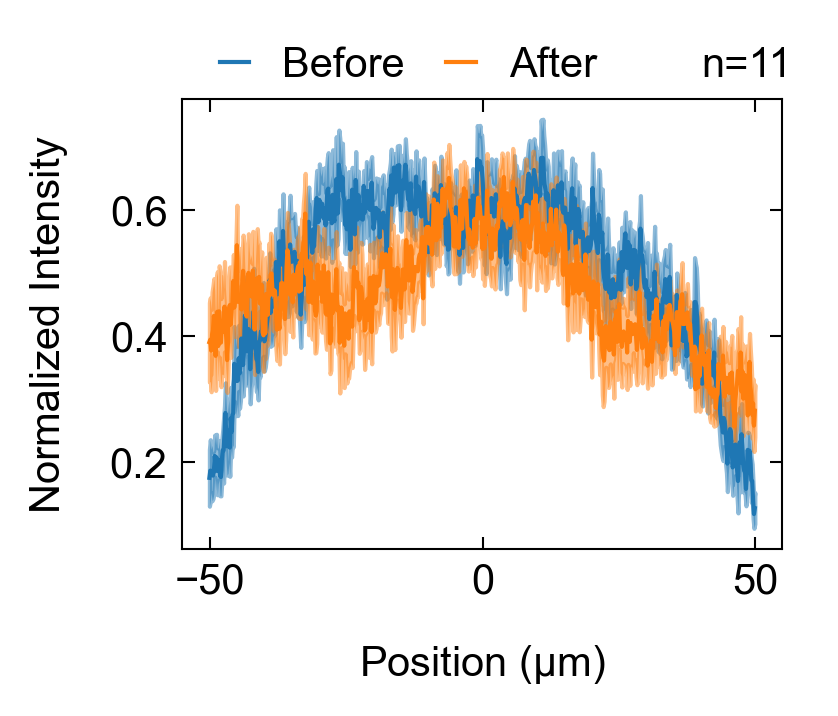 Before After n=11
Normalized Intensity
0.6
0.4
0.2
−50 0 50
Position (µm)